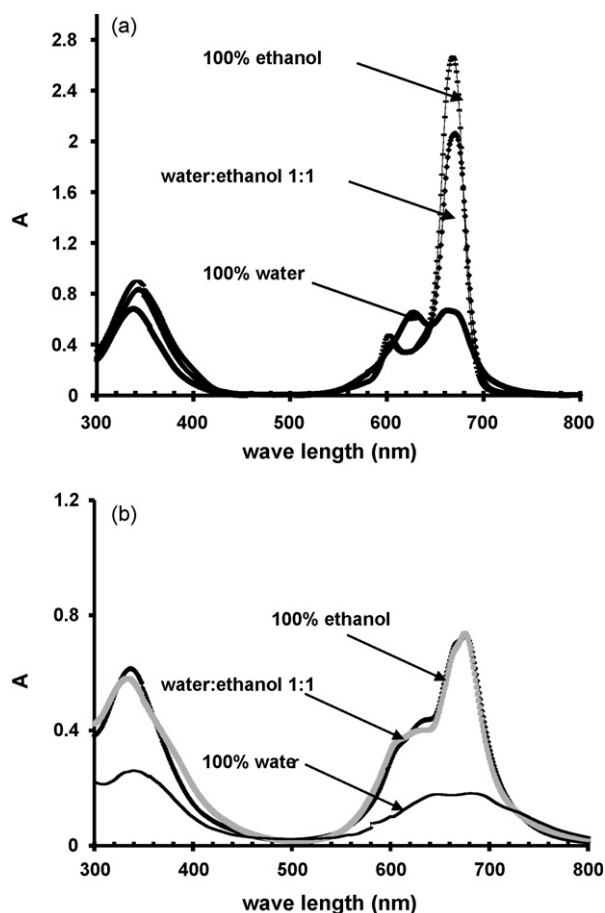 (a)
2.8
2.4
2
1.6
1.2
0.8
0.4
0
A
100% ethanol
water:ethanol 1:1
100% water
300 400 500 600 700 800
wave length (nm)
(b)
1.2
0.8
0.4
0
A
100% ethanol
water:ethanol 1:1
100% water
300 400 500 600 700 800
wave length (nm)